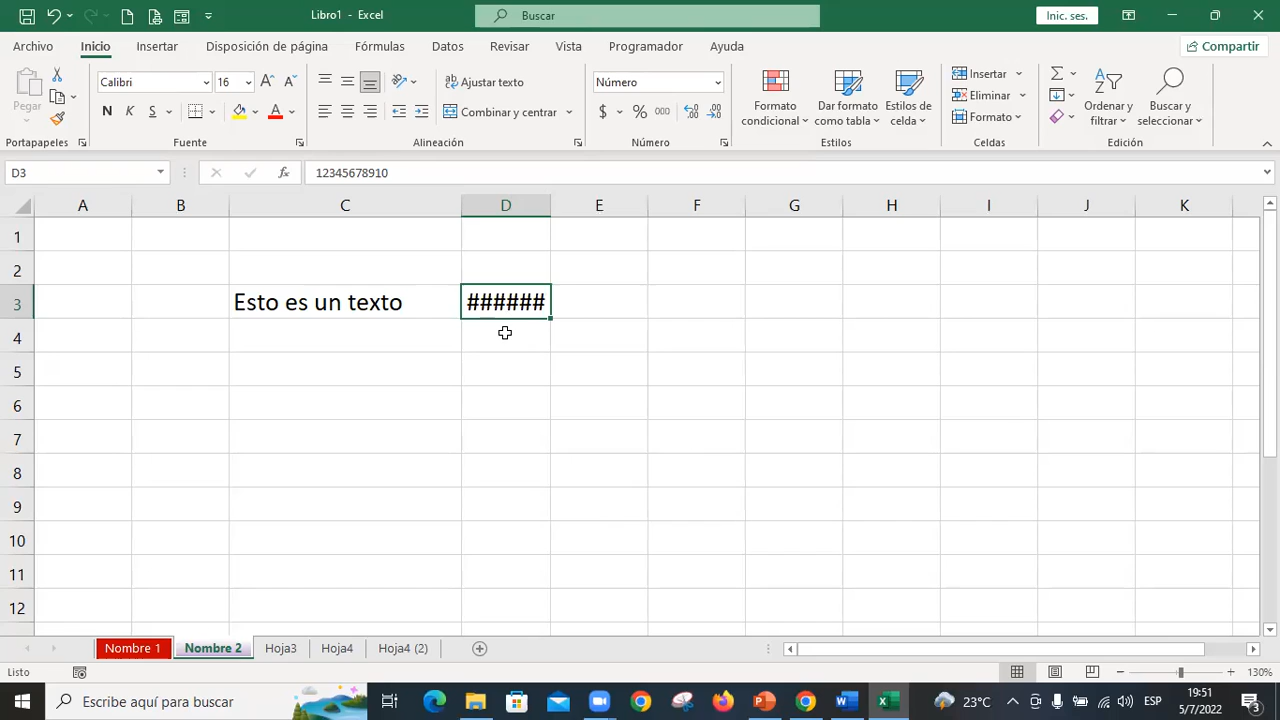 Libro1 - Excel
Buscar
Inic. ses.
Archivo Inicio Insertar Disposición de página Fórmulas Datos Revisar Vista Programador Ayuda
Compartir
Pegar
Portapapeles
Calibri 16
N K S
Fuente
Ajustar texto
Combinar y centrar
Alineación
Número
$ % 000
Número
Formato condicional
Dar formato como tabla
Estilos de celda
Estilos
Insertar
Eliminar
Formato
Celdas
Ordenar y filtrar
Buscar y seleccionar
Edición
D3
fx
12345678910
A B C D E F G H I J K
1
2
3 Esto es un texto ######
4
5
6
7
8
9
10
11
12
Nombre 1 Nombre 2 Hoja3 Hoja4 Hoja4 (2)
Listo
130%
Escribe aquí para buscar
23°C
ESP
19:51
5/7/2022
3